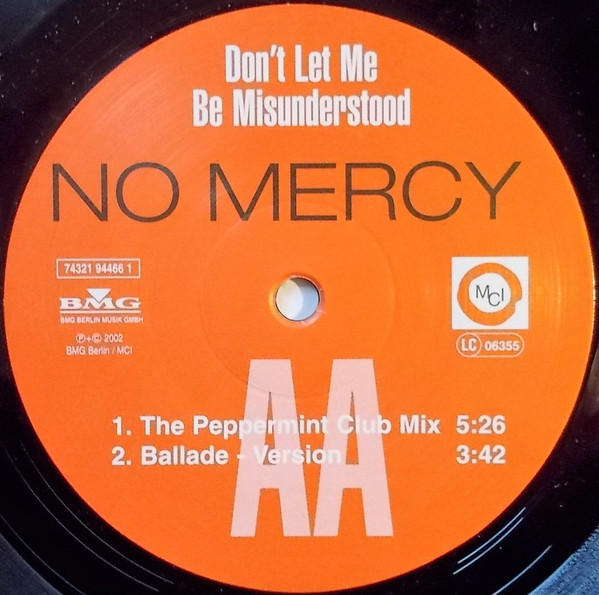 Don't Let Me
Be Misunderstood
NO MERCY
74321 94466 1
BMG
BMG BERLIN MUSIK GMBH
℗+© 2002
BMG Berlin / MCI
MCI
LC 06355
AA
1. The Peppermint Club Mix 5:26
2. Ballade - Version 3:42